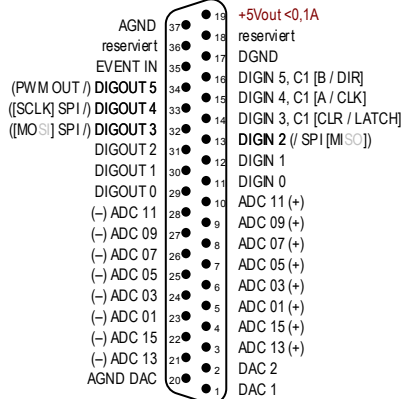 AGND 37 19 +5Vout <0,1A
reserviert 36 18 reserviert
EVENT IN 35 17 DGND
(PWM OUT /) DIGOUT 5 34 16 DIGIN 5, C1 [B / DIR]
([SCLK] SPI /) DIGOUT 4 33 15 DIGIN 4, C1 [A / CLK]
([MOSI] SPI /) DIGOUT 3 32 14 DIGIN 3, C1 [CLR / LATCH]
DIGOUT 2 31 13 DIGIN 2 (/ SPI [MISO])
DIGOUT 1 30 12 DIGIN 1
DIGOUT 0 29 11 DIGIN 0
(–) ADC 11 28 10 ADC 11 (+)
(–) ADC 09 27 9 ADC 09 (+)
(–) ADC 07 26 8 ADC 07 (+)
(–) ADC 05 25 7 ADC 05 (+)
(–) ADC 03 24 6 ADC 03 (+)
(–) ADC 01 23 5 ADC 01 (+)
(–) ADC 15 22 4 ADC 15 (+)
(–) ADC 13 21 3 ADC 13 (+)
AGND DAC 20 2 DAC 2
1 DAC 1